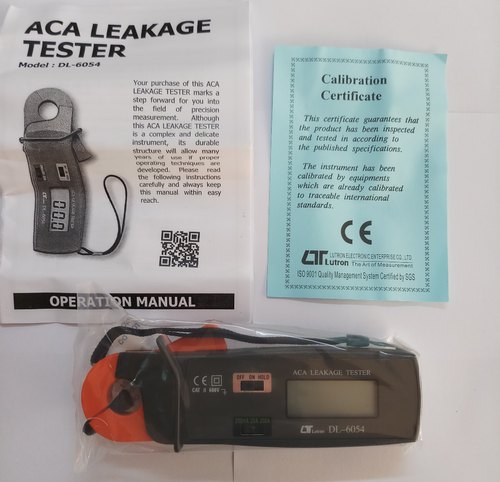 ACA LEAKAGE
TESTER
Model : DL-6054
Your purchase of this ACA
LEAKAGE TESTER marks a
step forward for you into
the field of precision
measurement. Although
this ACA LEAKAGE TESTER
is a complex and delicate
instrument, its durable
structure will allow many
years of use if proper
operating techniques are
developed. Please read
the following instructions
carefully and always keep
this manual within easy
reach.
OPERATION MANUAL
Calibration
Certificate
This certificate guarantees that
the product has been inspected
and tested in according to
the published specifications.
The instrument has been
calibrated by equipments
which are already calibrated
to traceable international
standards.
CE
LUTRON ELECTRONIC ENTERPRISE CO., LTD
Lutron The Art of Measurement
ISO 9001 Quality Management System Certified by SGS
OFF ON HOLD
CE
CAT II 600V
ACA LEAKAGE TESTER
200mA 20A 200A
Lutron DL-6054